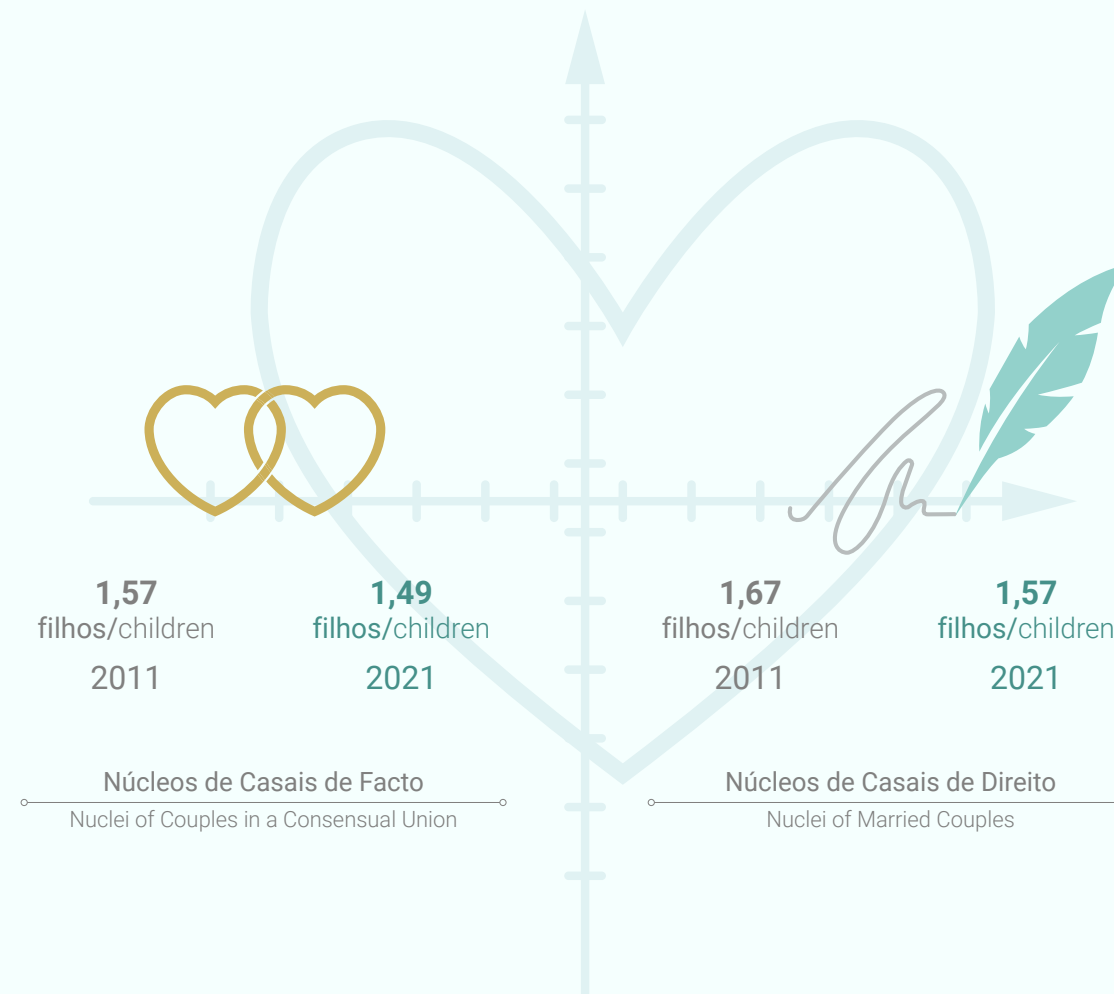 1,57
filhos/children
2011
1,49
filhos/children
2021
Núcleos de Casais de Facto
Nuclei of Couples in a Consensual Union
1,67
filhos/children
2011
1,57
filhos/children
2021
Núcleos de Casais de Direito
Nuclei of Married Couples